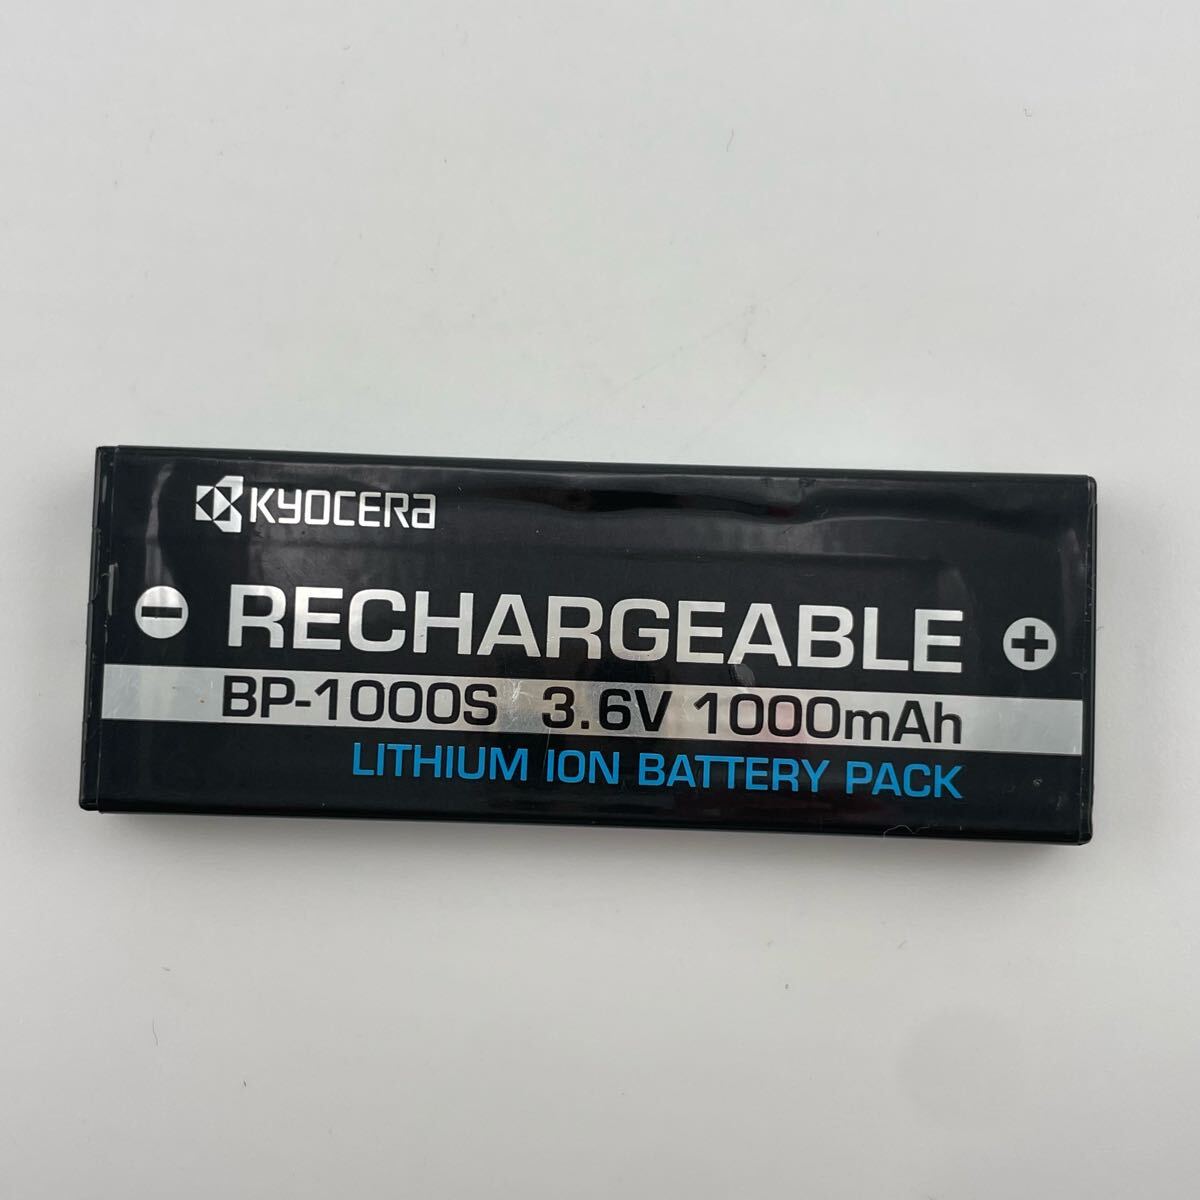 KYOCERa
RECHARGEABLE
BP-1000S 3.6V 1000mAh
LITHIUM ION BATTERY PACK